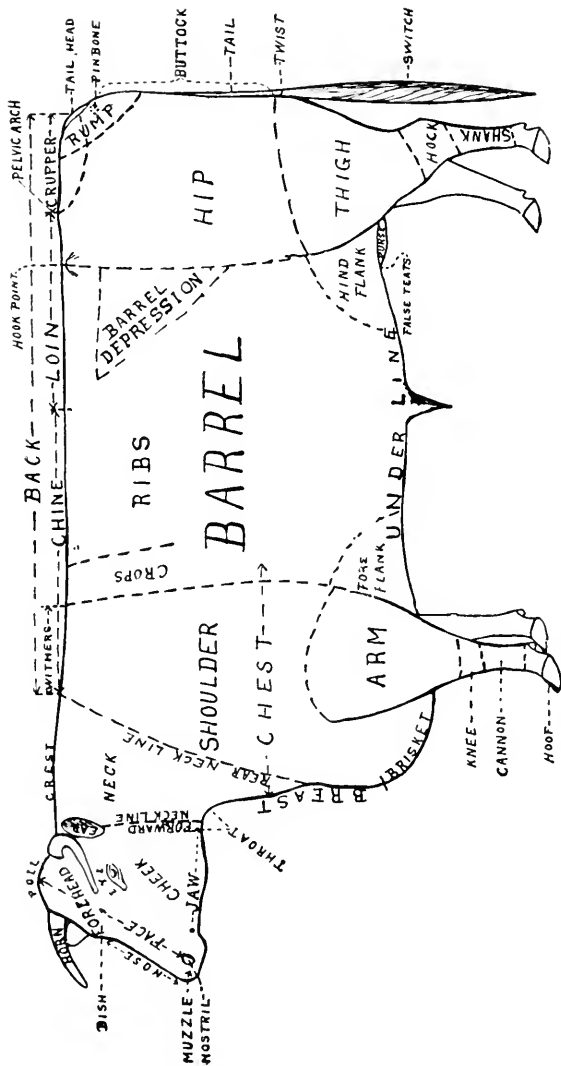 POLL
HORN
FOREHEAD
EYE
EAR
NOSE
FACE
CHEEK
JAW
DISH
MUZZLE
NOSTRIL
THROAT
FORWARD
NECK LINE
NECK
CREST
REAR NECK LINE
BREAST
BRISKET
WITHERS
BACK
CHINE
LOIN
CRUPPER
PELVIC ARCH
HOOK POINT
TAIL HEAD
PINBONE
RUMP
BUTTOCK
TAIL
TWIST
SWITCH
SHOULDER
CHEST
CROPS
RIBS
BARREL
BARREL
DEPRESSION
HIP
THIGH
HOCK
SHANK
HIND
FLANK
PURSE
FALSE TEATS
UNDER LINE
FORE
FLANK
ARM
KNEE
CANNON
HOOF